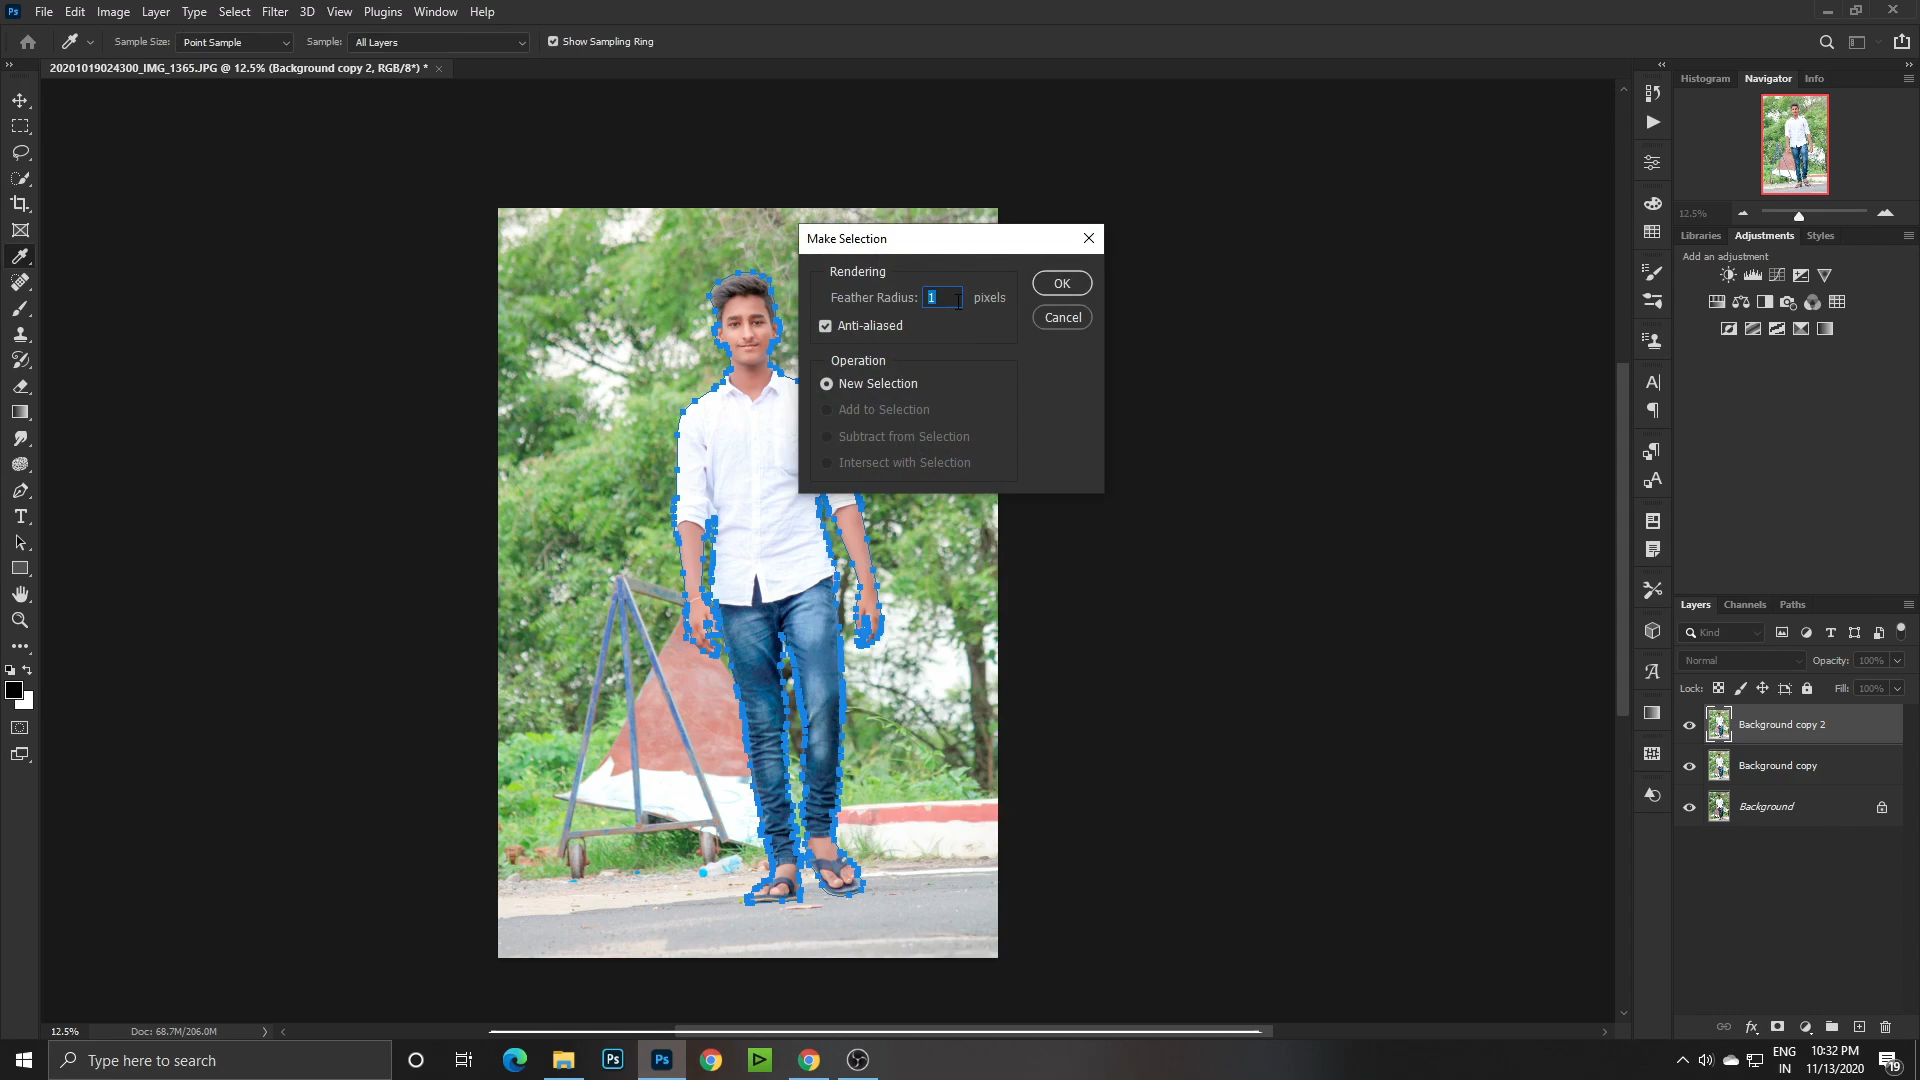 Ps File Edit Image Layer Type Select Filter 3D View Plugins Window Help
Sample Size: Point Sample Sample: All Layers Show Sampling Ring
20201019024300_IMG_1365.JPG @ 12.5% (Background copy 2, RGB/8*) *
Histogram Navigator Info
12.5%
Libraries Adjustments Styles
Add an adjustment
Make Selection
Rendering
Feather Radius: 1 pixels
OK
Anti-aliased
Cancel
Operation
New Selection
Add to Selection
Subtract from Selection
Intersect with Selection
Layers Channels Paths
Kind
Normal Opacity: 100%
Lock: Fill: 100%
Background copy 2
Background copy
Background
12.5% Doc: 68.7M/206.0M
Type here to search
Ps Ps
ENG
IN
10:32 PM
11/13/2020
19